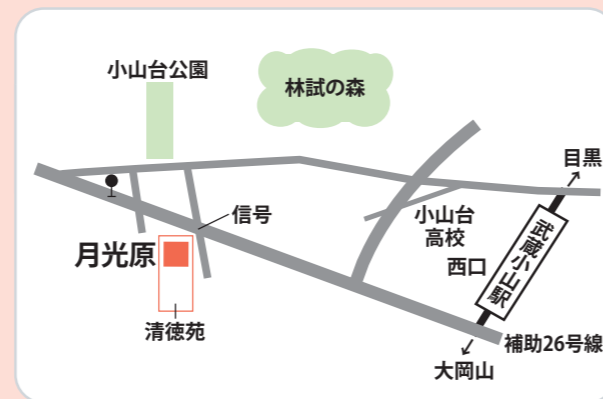 小山台公園
林試の森
目黒
信号
小山台
高校
月光原
西口
武蔵小山駅
清徳苑
補助26号線
大岡山